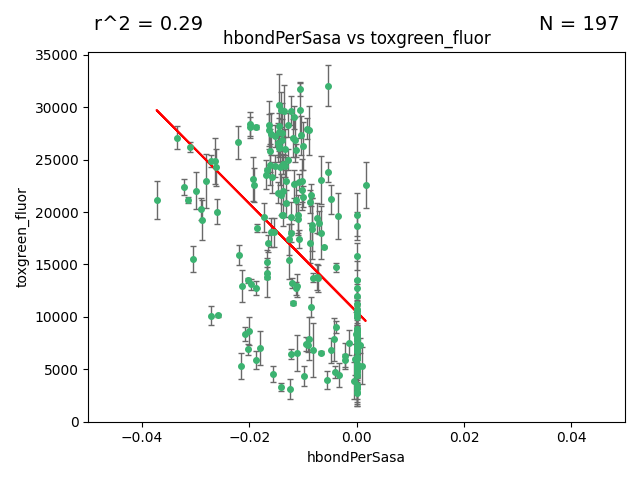 r^2 = 0.29
N = 197
hbondPerSasa vs toxgreen_fluor
35000
30000
25000
20000
15000
10000
5000
0
toxgreen_fluor
−0.04
−0.02
0.00
0.02
0.04
hbondPerSasa